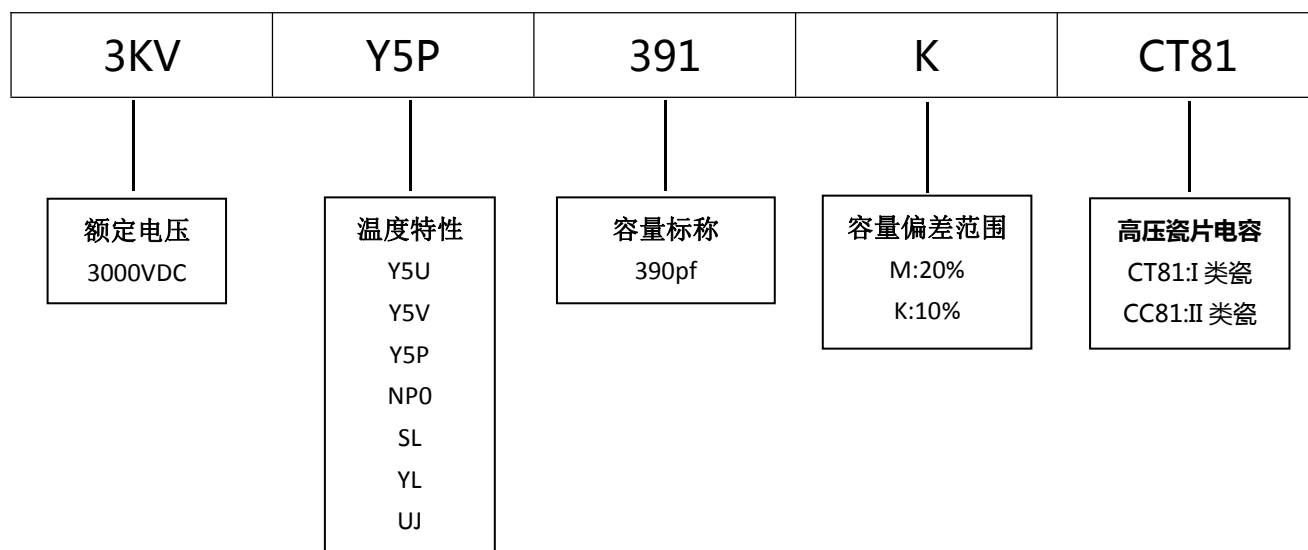 3KV Y5P 391 K CT81
额定电压
3000VDC
温度特性
Y5U
Y5V
Y5P
NP0
SL
YL
UJ
容量标称
390pf
容量偏差范围
M:20%
K:10%
高压瓷片电容
CT81:I 类瓷
CC81:II 类瓷